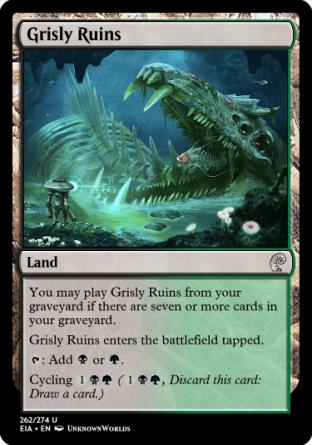 Grisly Ruins
Land
You may play Grisly Ruins from your
graveyard if there are seven or more cards in
your graveyard.
Grisly Ruins enters the battlefield tapped.
: Add or .
Cycling 1 ( 1 , Discard this card:
Draw a card.)
262/274 U
EIA • EN UnknownWorlds